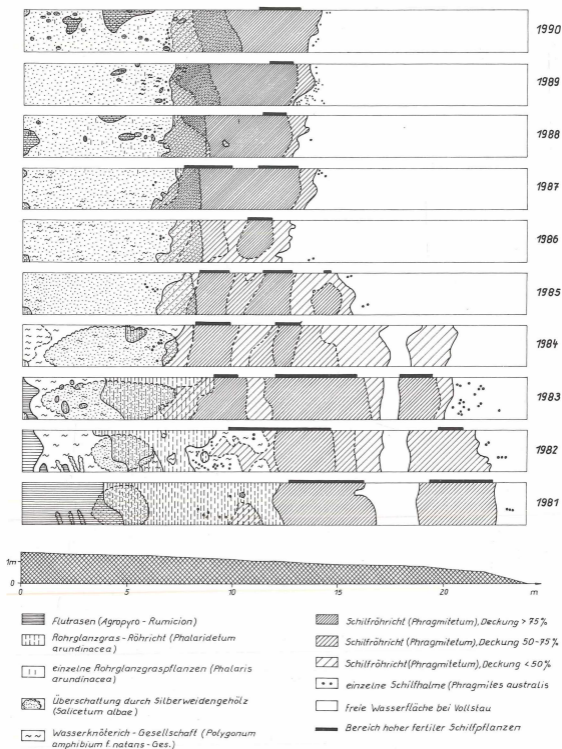 1990
1989
1988
1987
1986
1985
1984
1983
1982
1981
1m
0
0 5 10 15 20 m
Flutrasen (Agropyro - Rumicion)
Rohrglanzgras - Röhricht (Phalaridetum
arundinacea)
einzelne Rohrglanzgraspflanzen (Phalaris
arundinacea)
Überschattung durch Silberweidengehölz
(Salicetum albae)
Wasserknöterich - Gesellschaft (Polygonum
amphibium f. natans - Ges.)
Schilfröhricht (Phragmitetum), Deckung > 75%
Schilfröhricht (Phragmitetum), Deckung 50-75%
Schilfröhricht (Phragmitetum), Deckung < 50%
einzelne Schilfhalme (Phragmites australis
freie Wasserfläche bei Vollstau
Bereich hoher fertiler Schilfpflanzen